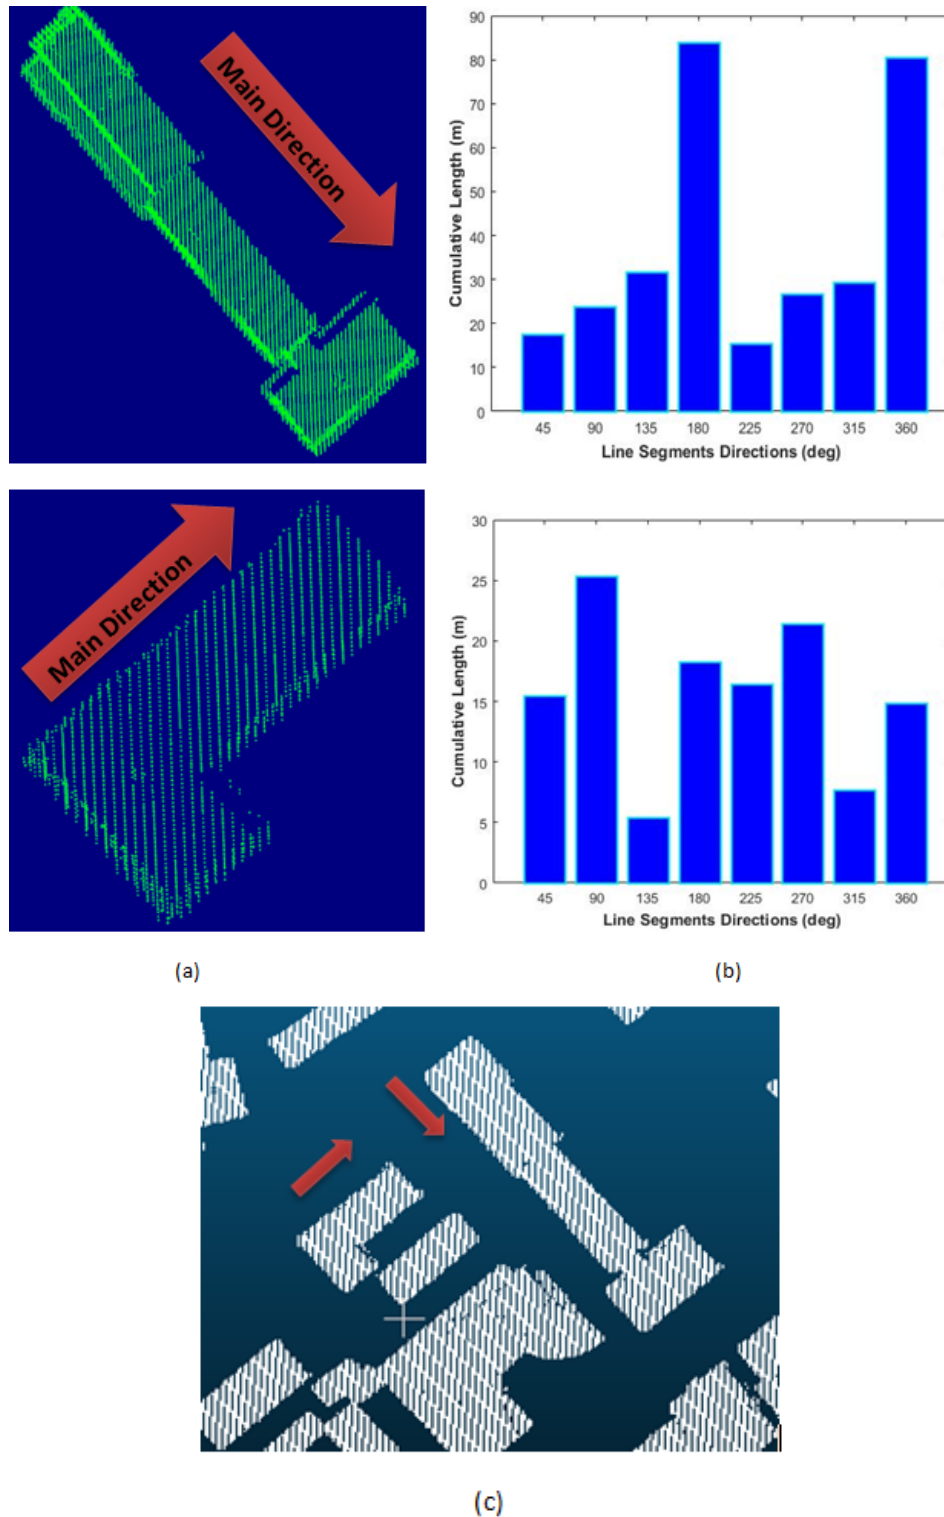 Main Direction
90
80
70
60
50
40
30
20
10
0
Cumulative Length (m)
45 90 135 180 225 270 315 360
Line Segments Directions (deg)
Main Direction
30
25
20
15
10
5
0
Cumulative Length (m)
45 90 135 180 225 270 315 360
Line Segments Directions (deg)
(a) (b)
(c)